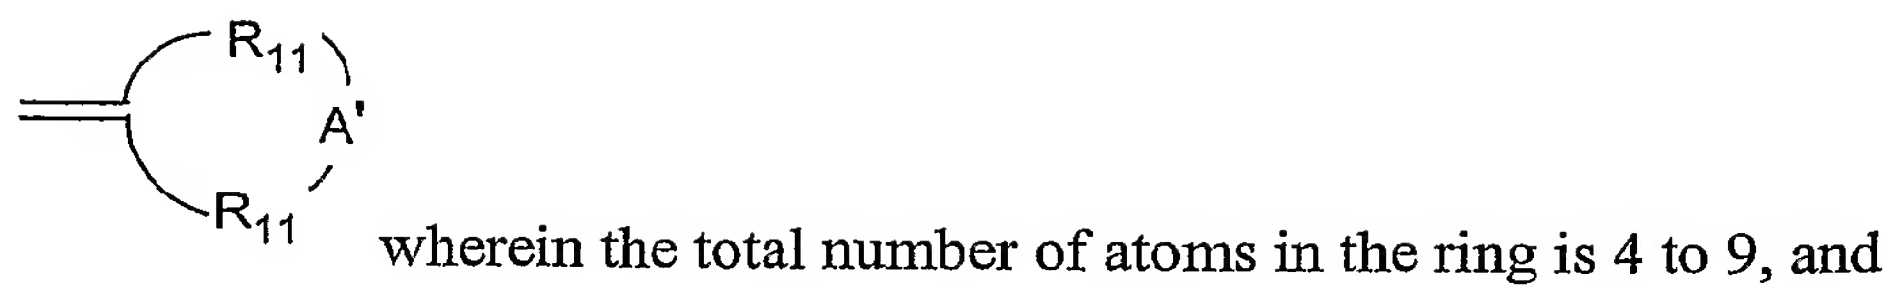 R11
A'
R11
wherein the total number of atoms in the ring is 4 to 9, and